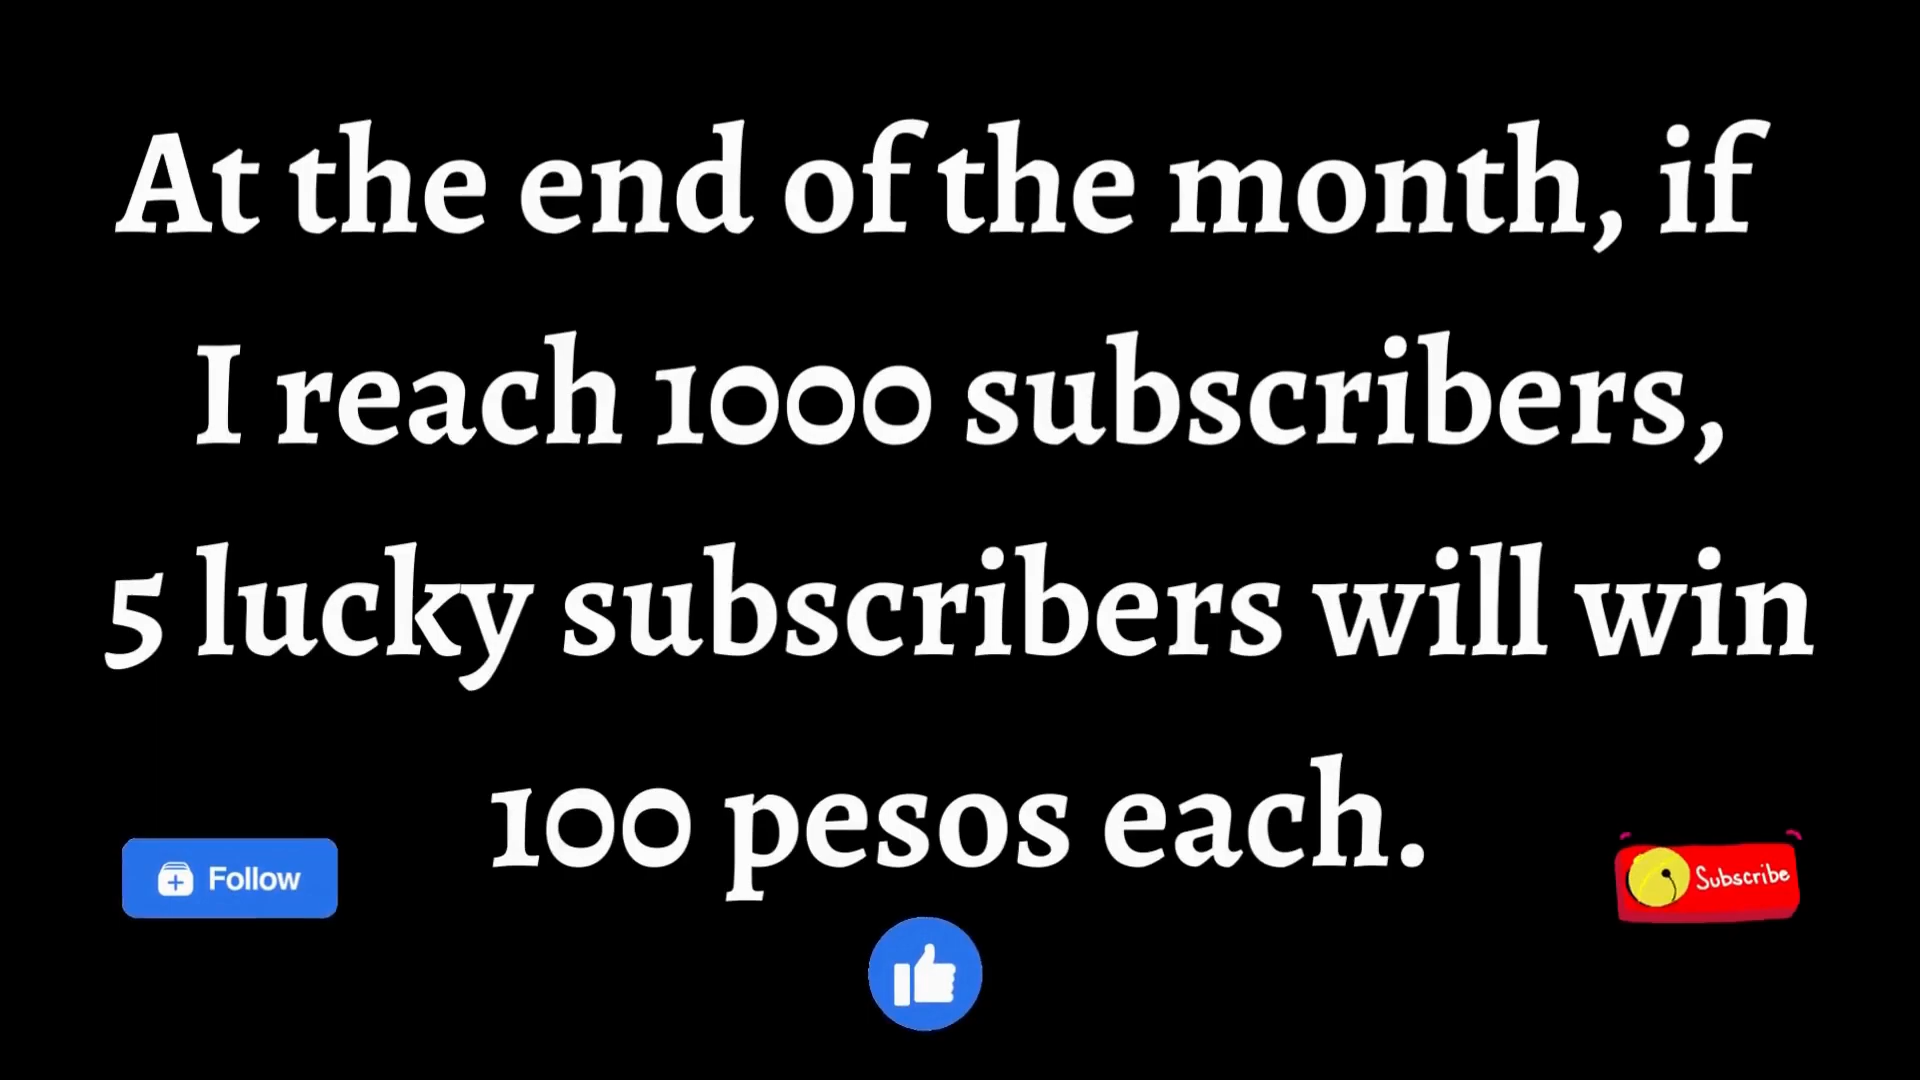 At the end of the month, if
I reach 1000 subscribers,
5 lucky subscribers will win
100 pesos each.
Follow
Subscribe